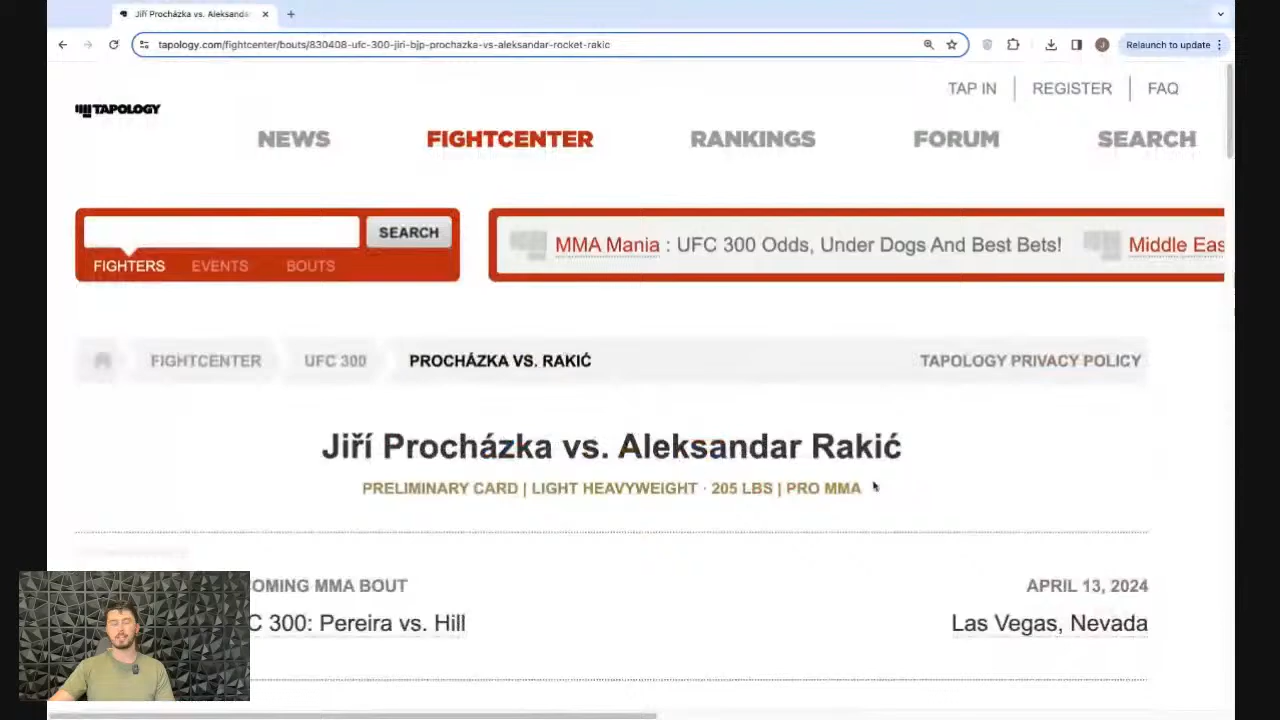 Jiří Procházka vs. Aleksandar
tapology.com/fightcenter/bouts/830408-ufc-300-jiri-bjp-prochazka-vs-aleksandar-rocket-rakic
J
Relaunch to update
TAP IN
REGISTER
FAQ
TAPOLOGY
NEWS
FIGHTCENTER
RANKINGS
FORUM
SEARCH
SEARCH
FIGHTERS
EVENTS
BOUTS
MMA Mania : UFC 300 Odds, Under Dogs And Best Bets!
Middle Eas
FIGHTCENTER
UFC 300
PROCHÁZKA VS. RAKIĆ
TAPOLOGY PRIVACY POLICY
Jiří Procházka vs. Aleksandar Rakić
PRELIMINARY CARD | LIGHT HEAVYWEIGHT · 205 LBS | PRO MMA
OMING MMA BOUT
APRIL 13, 2024
C 300: Pereira vs. Hill
Las Vegas, Nevada